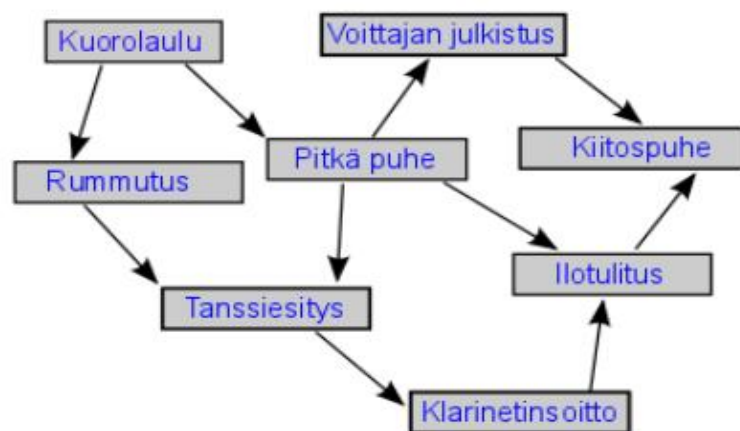 Kuorolaulu
Voittajan julkistus
Pitkä puhe
Kiitospuhe
Rummutus
Ilotulitus
Tanssiesitys
Klarinetinsoitto